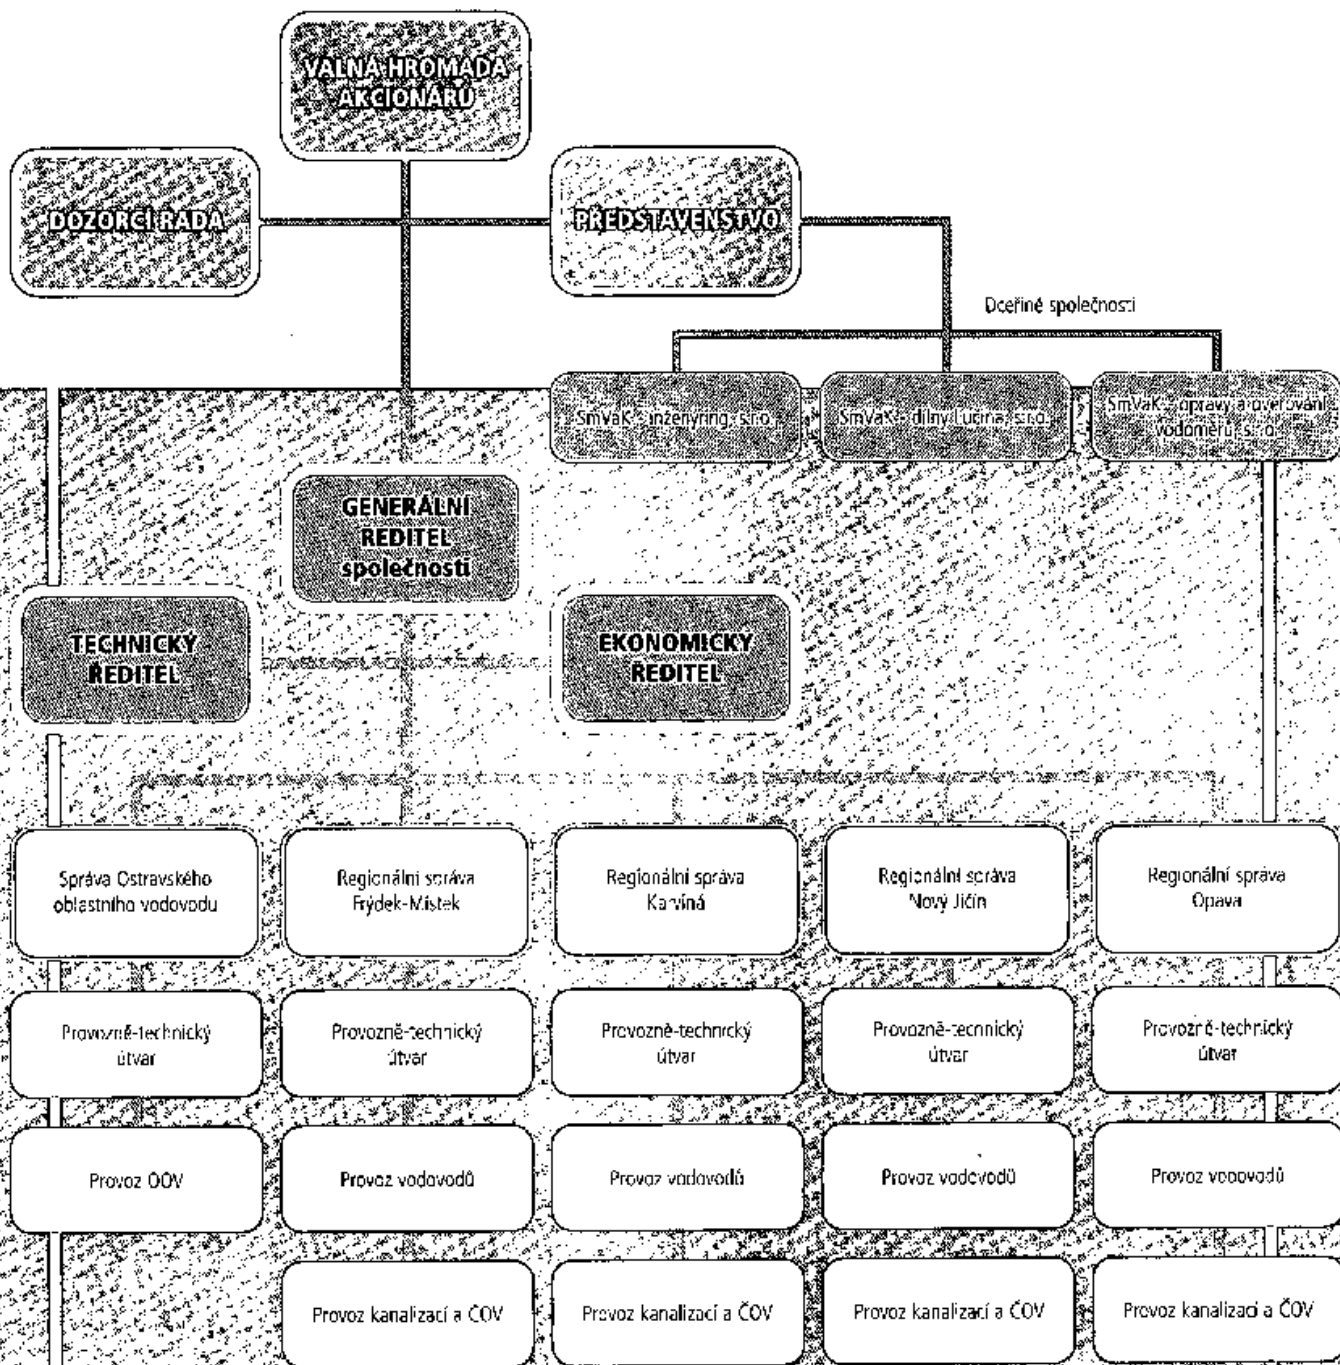 VALNÁ HROMADA
AKCIONÁŘŮ
DOZORČÍ RADA
PŘEDSTAVENSTVO
Dceřiné společnosti
SmVaK - inženyring, s.r.o.
SmVaK - dílny Lučina, s.r.o.
SmVaK - opravy a ověřování
vodoměrů, s.r.o.
GENERÁLNÍ
ŘEDITEL
společnosti
TECHNICKÝ
ŘEDITEL
EKONOMICKÝ
ŘEDITEL
Správa Ostravského
oblastního vodovodu
Regionální správa
Frýdek-Místek
Regionální správa
Karviná
Regionální správa
Nový Jičín
Regionální správa
Opava
Provozně-technický
útvar
Provozně-technický
útvar
Provozně-technický
útvar
Provozně-technický
útvar
Provozně-technický
útvar
Provoz OOV
Provoz vodovodů
Provoz vodovodů
Provoz vodovodů
Provoz vodovodů
Provoz kanalizací a ČOV
Provoz kanalizací a ČOV
Provoz kanalizací a ČOV
Provoz kanalizací a ČOV